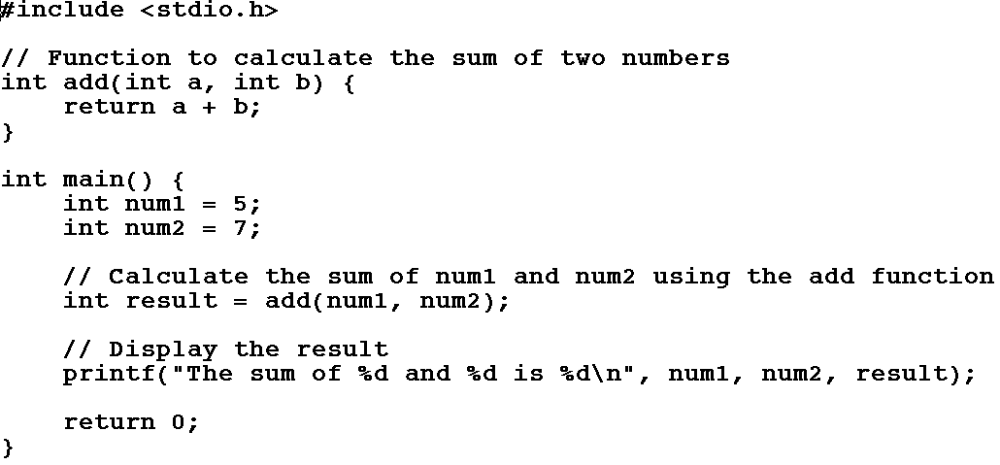 #include <stdio.h>

// Function to calculate the sum of two numbers
int add(int a, int b) {
    return a + b;
}

int main() {
    int num1 = 5;
    int num2 = 7;

    // Calculate the sum of num1 and num2 using the add function
    int result = add(num1, num2);

    // Display the result
    printf("The sum of %d and %d is %d\n", num1, num2, result);

    return 0;
}